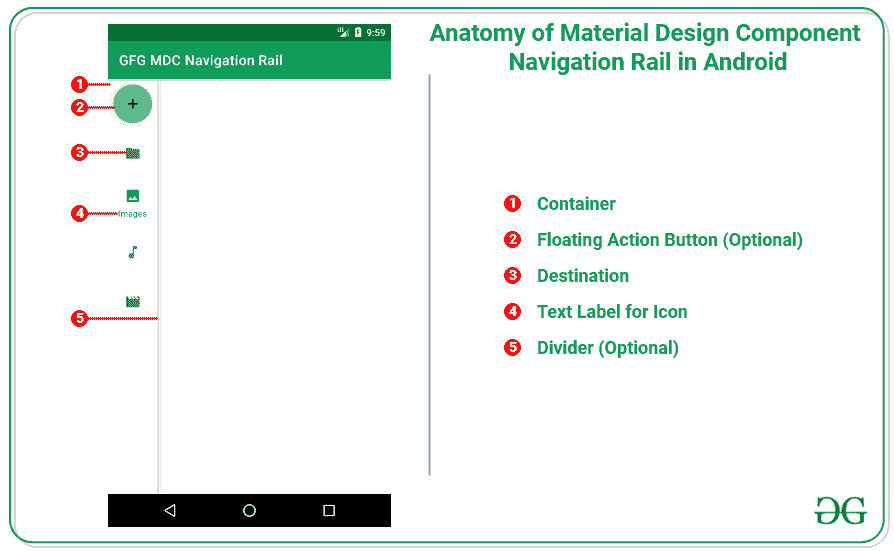 Anatomy of Material Design Component
Navigation Rail in Android
9:59
GFG MDC Navigation Rail
1
2
3
4
Images
5
1 Container
2 Floating Action Button (Optional)
3 Destination
4 Text Label for Icon
5 Divider (Optional)